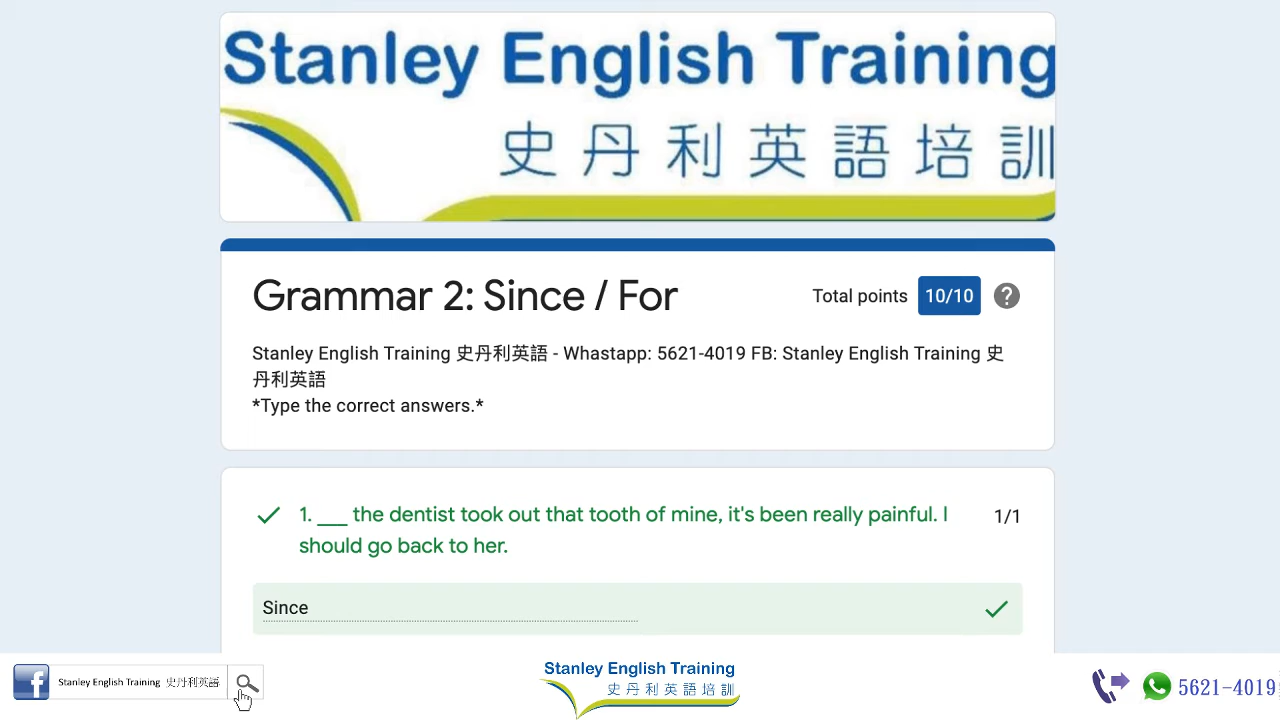 Stanley English Training
史丹利英語培訓
Grammar 2: Since / For
Total points 10/10
Stanley English Training 史丹利英語 - Whastapp: 5621-4019 FB: Stanley English Training 史
丹利英語
*Type the correct answers.*
1. ___ the dentist took out that tooth of mine, it's been really painful. I
should go back to her.
1/1
Since
Stanley English Training 史丹利英語
Stanley English Training
史丹利英語培訓
5621-4019